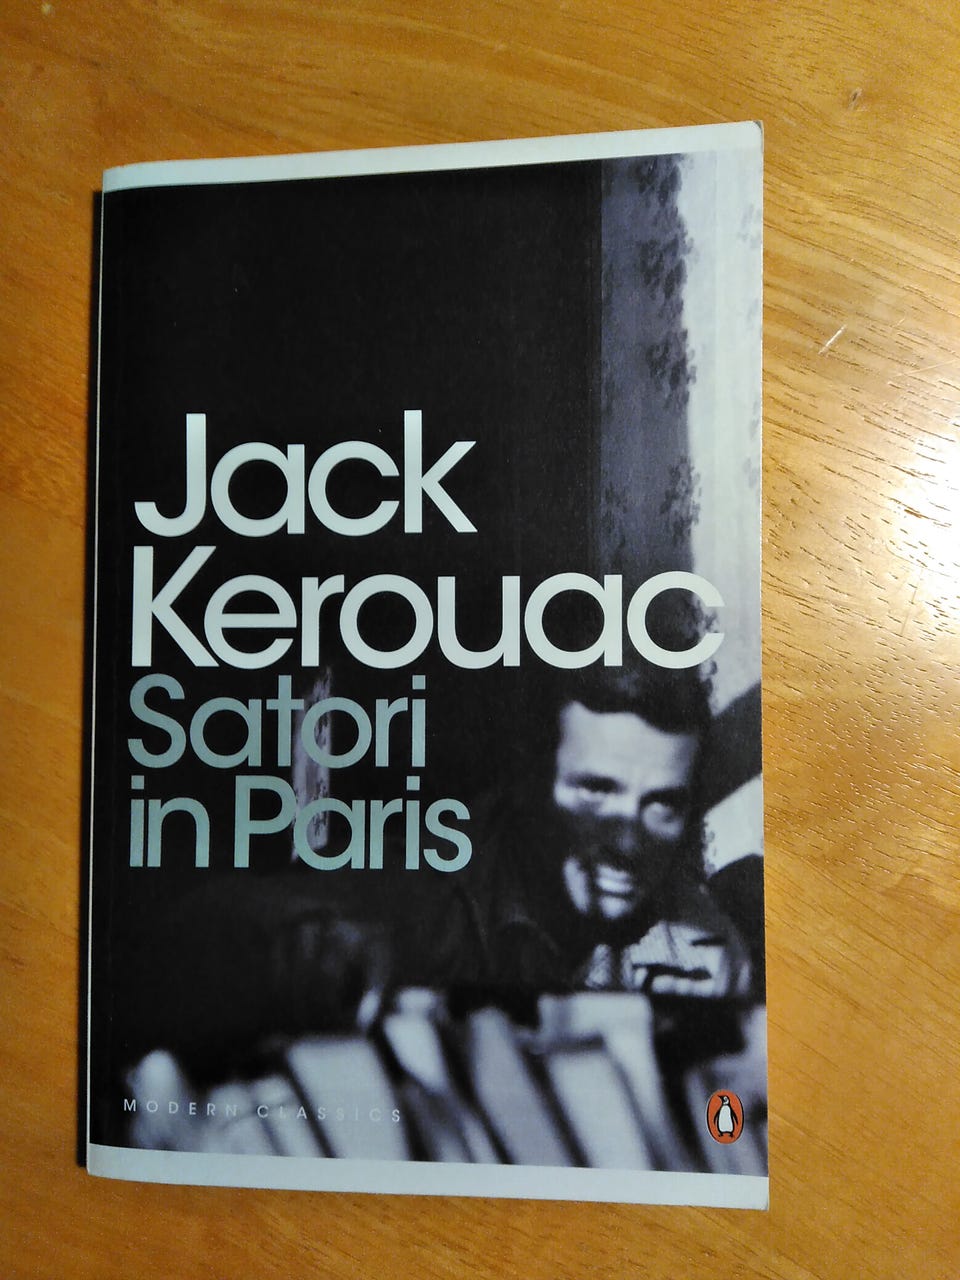 Jack
Kerouac
Satori
in Paris
MODERN CLASSICS